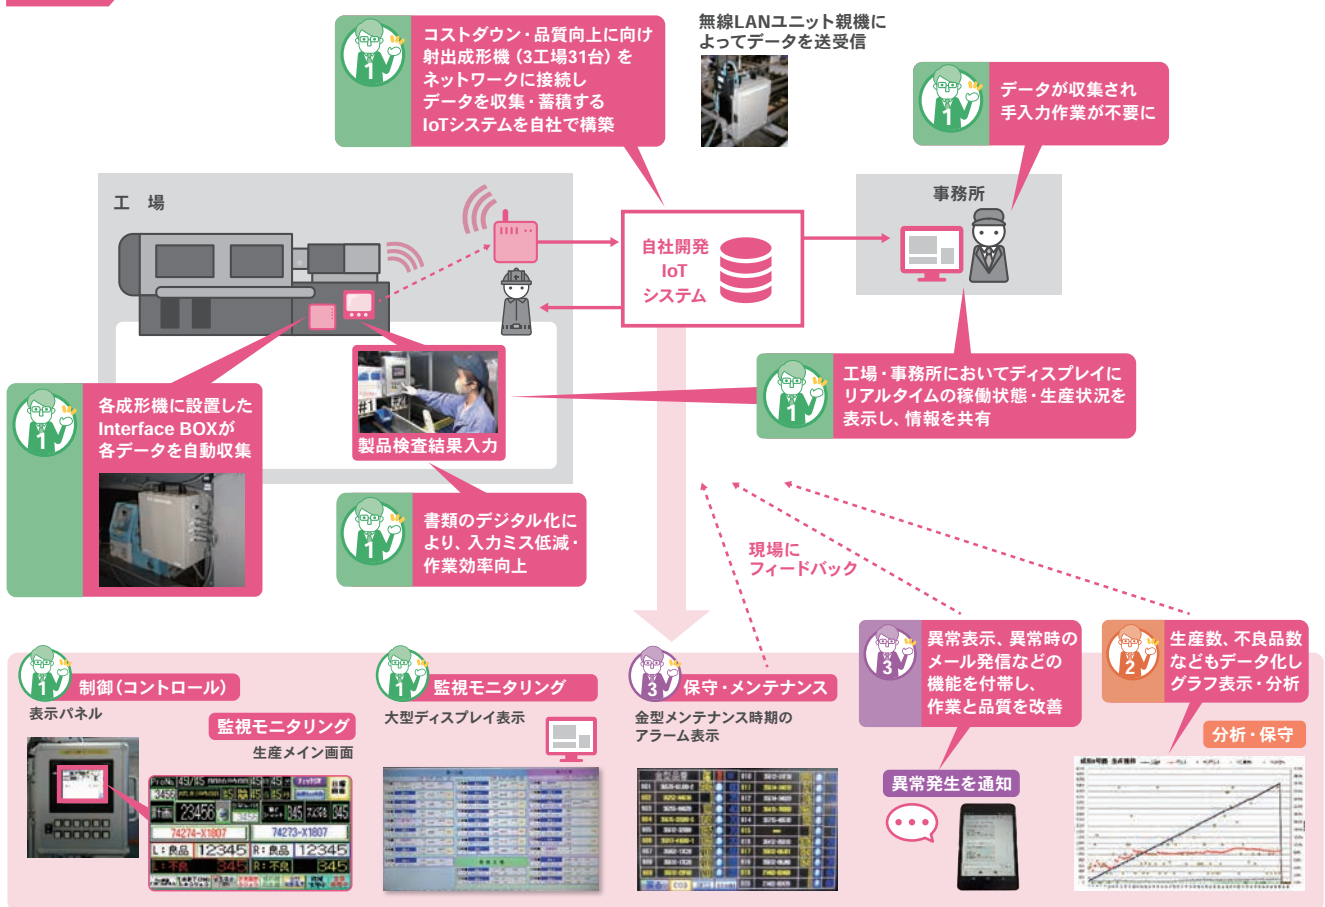 コストダウン・品質向上に向け
射出成形機（3工場31台）を
ネットワークに接続し
データを収集・蓄積する
IoTシステムを自社で構築
1
無線LANユニット親機に
よってデータを送受信
データが収集され
手入力作業が不要に
1
工　場
事務所
自社開発
IoT
システム
各成形機に設置した
Interface BOXが
各データを自動収集
1
#1
製品検査結果入力
工場・事務所においてディスプレイに
リアルタイムの稼働状態・生産状況を
表示し、情報を共有
1
書類のデジタル化に
より、入力ミス低減・
作業効率向上
1
現場に
フィードバック
1
制御（コントロール）
表示パネル
監視モニタリング
生産メイン画面
74274-X1807
74273-X1807
L：良品
12345
R：良品
12345
L：不良
345
R：不良
345
1
監視モニタリング
大型ディスプレイ表示
3
保守・メンテナンス
金型メンテナンス時期の
アラーム表示
金型品番
3
異常表示、異常時の
メール発信などの
機能を付帯し、
作業と品質を改善
異常発生を通知
2
生産数、不良品数
などもデータ化し
グラフ表示・分析
分析・保守